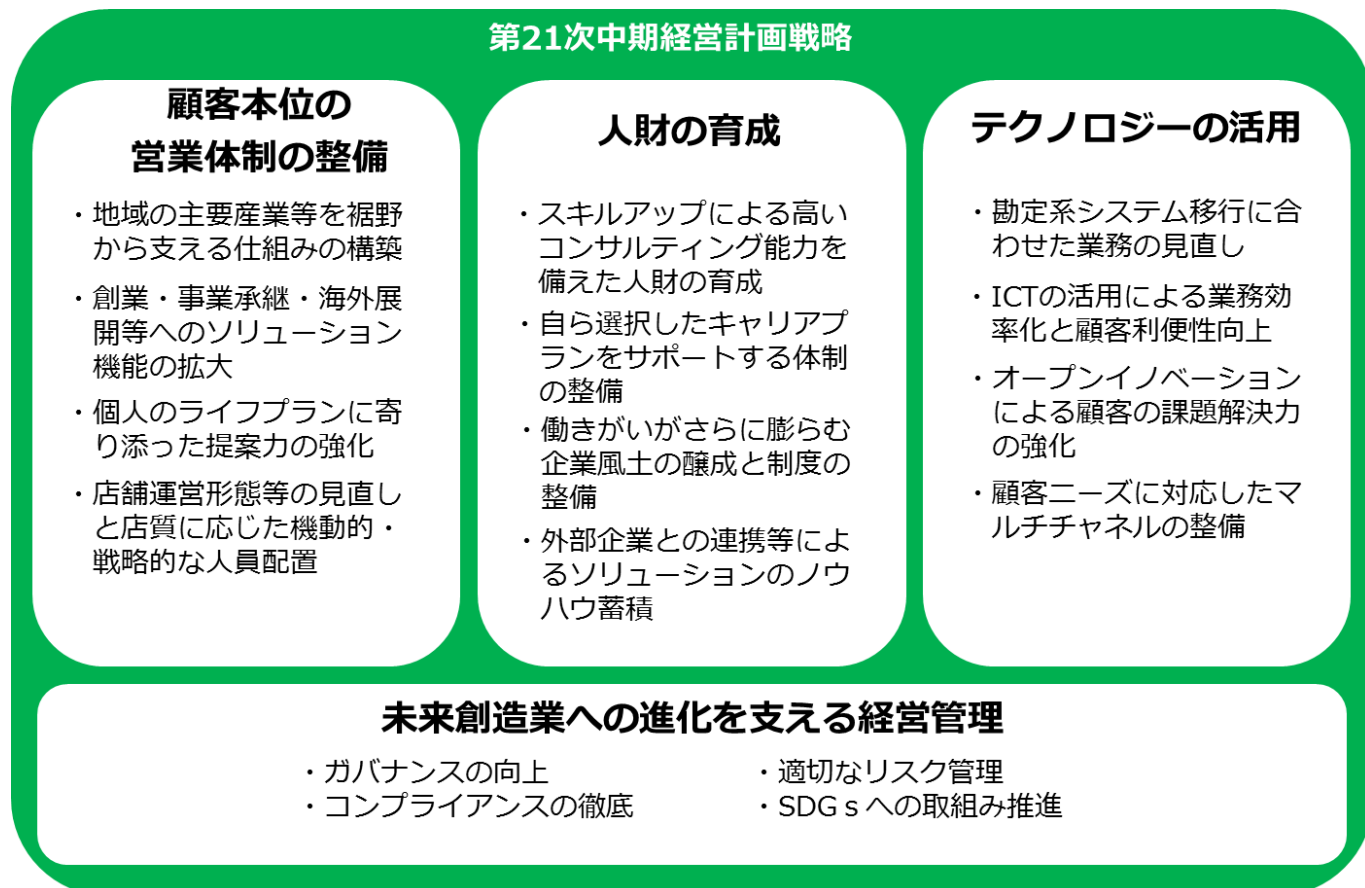 第21次中期経営計画戦略
顧客本位の
営業体制の整備
・地域の主要産業等を裾野
から支える仕組みの構築
・創業・事業承継・海外展
開等へのソリューション
機能の拡大
・個人のライフプランに寄
り添った提案力の強化
・店舗運営形態等の見直し
と店質に応じた機動的・
戦略的な人員配置
人財の育成
・スキルアップによる高い
コンサルティング能力を
備えた人財の育成
・自ら選択したキャリアプ
ランをサポートする体制
の整備
・働きがいがさらに膨らむ
企業風土の醸成と制度の
整備
・外部企業との連携等によ
るソリューションのノウ
ハウ蓄積
テクノロジーの活用
・勘定系システム移行に合
わせた業務の見直し
・ICTの活用による業務効
率化と顧客利便性向上
・オープンイノベーション
による顧客の課題解決力
の強化
・顧客ニーズに対応したマ
ルチチャネルの整備
未来創造業への進化を支える経営管理
・ガバナンスの向上
・コンプライアンスの徹底
・適切なリスク管理
・SDGｓへの取組み推進